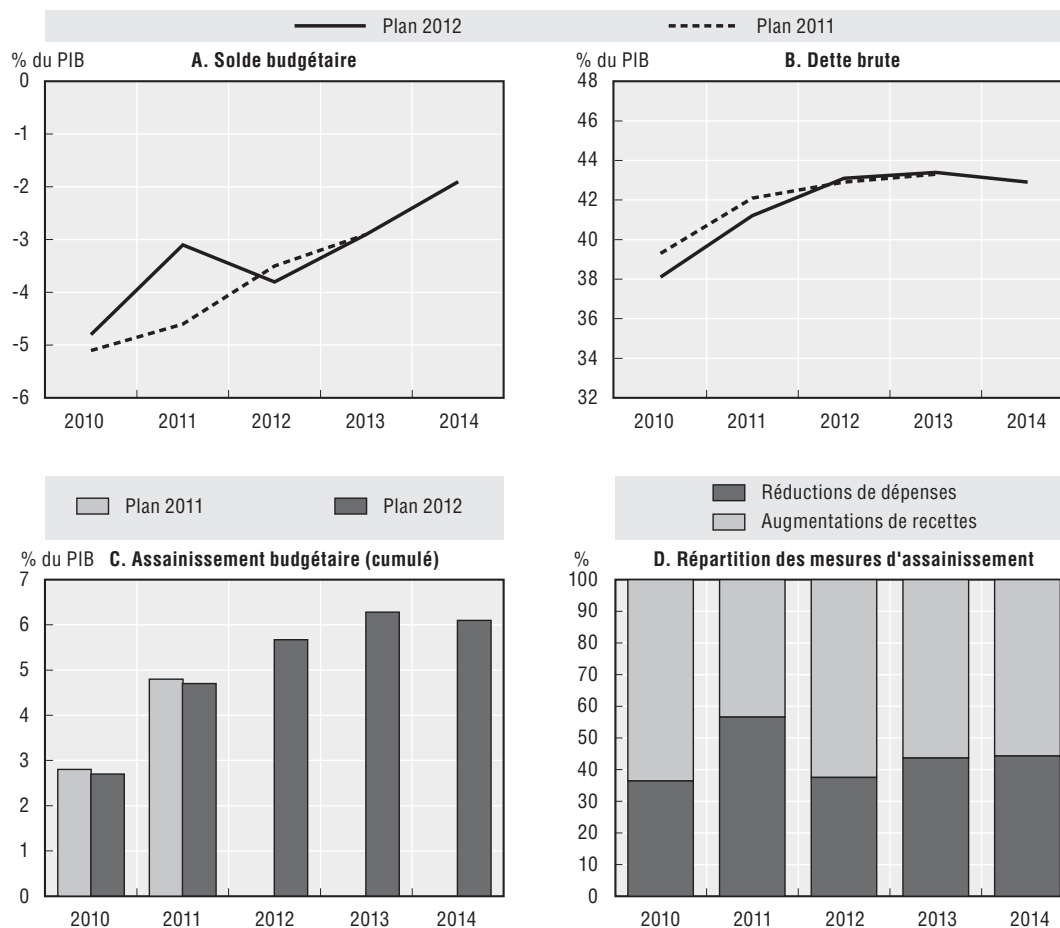 Plan 2012 Plan 2011
% du PIB A. Solde budgétaire
0
-1
-2
-3
-4
-5
-6
2010 2011 2012 2013 2014
% du PIB B. Dette brute
48
46
44
42
40
38
36
34
32
2010 2011 2012 2013 2014
Plan 2011 Plan 2012
% du PIB C. Assainissement budgétaire (cumulé)
7
6
5
4
3
2
1
0
2010 2011 2012 2013 2014
Réductions de dépenses
Augmentations de recettes
% D. Répartition des mesures d'assainissement
100
90
80
70
60
50
40
30
20
10
0
2010 2011 2012 2013 2014